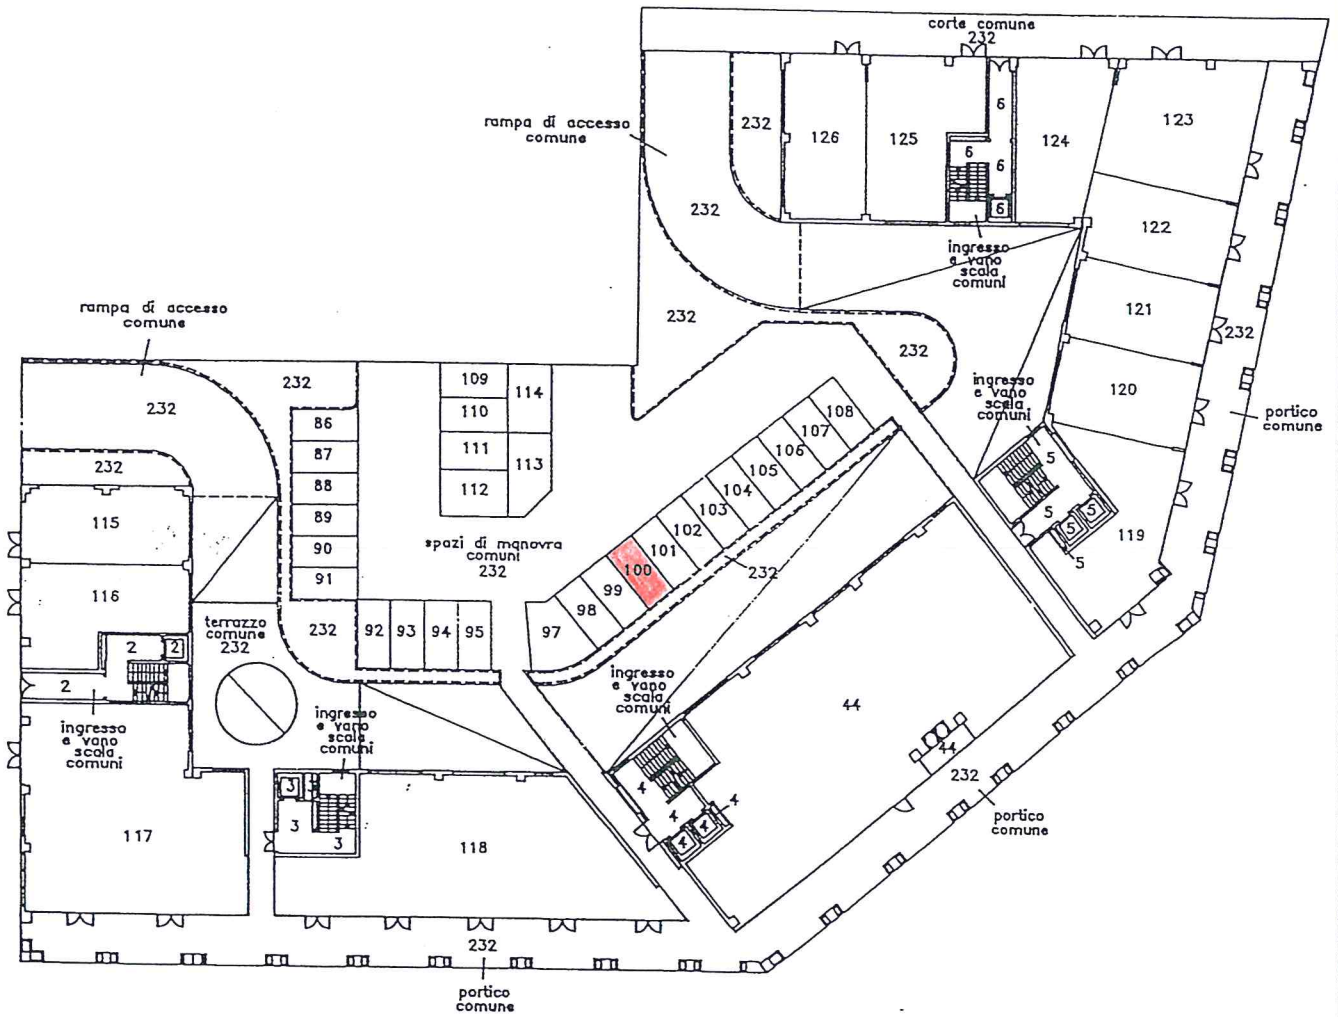 corte comune
232
rampa di accesso
comune
232
126
125
6
6
6
6
124
123
232
122
ingresso
e vano
scala
comuni
121
232
120
portico
comune
232
232
ingresso
e vano
scala
comuni
5
5
5
5
5
119
rampa di accesso
comune
232
232
232
109
114
110
111
113
112
86
87
88
89
90
91
108
107
106
105
104
103
102
101
100
99
98
97
232
spazi di manovra
comuni
232
115
116
terrazzo
comune
232
232
92
93
94
95
2
2
2
ingresso
e vano
scala
comuni
ingresso
e vano
scala
comuni
3
3
3
3
117
118
ingresso
e vano
scala
comuni
4
4
4
4
4
44
44
232
portico
comune
232
portico
comune